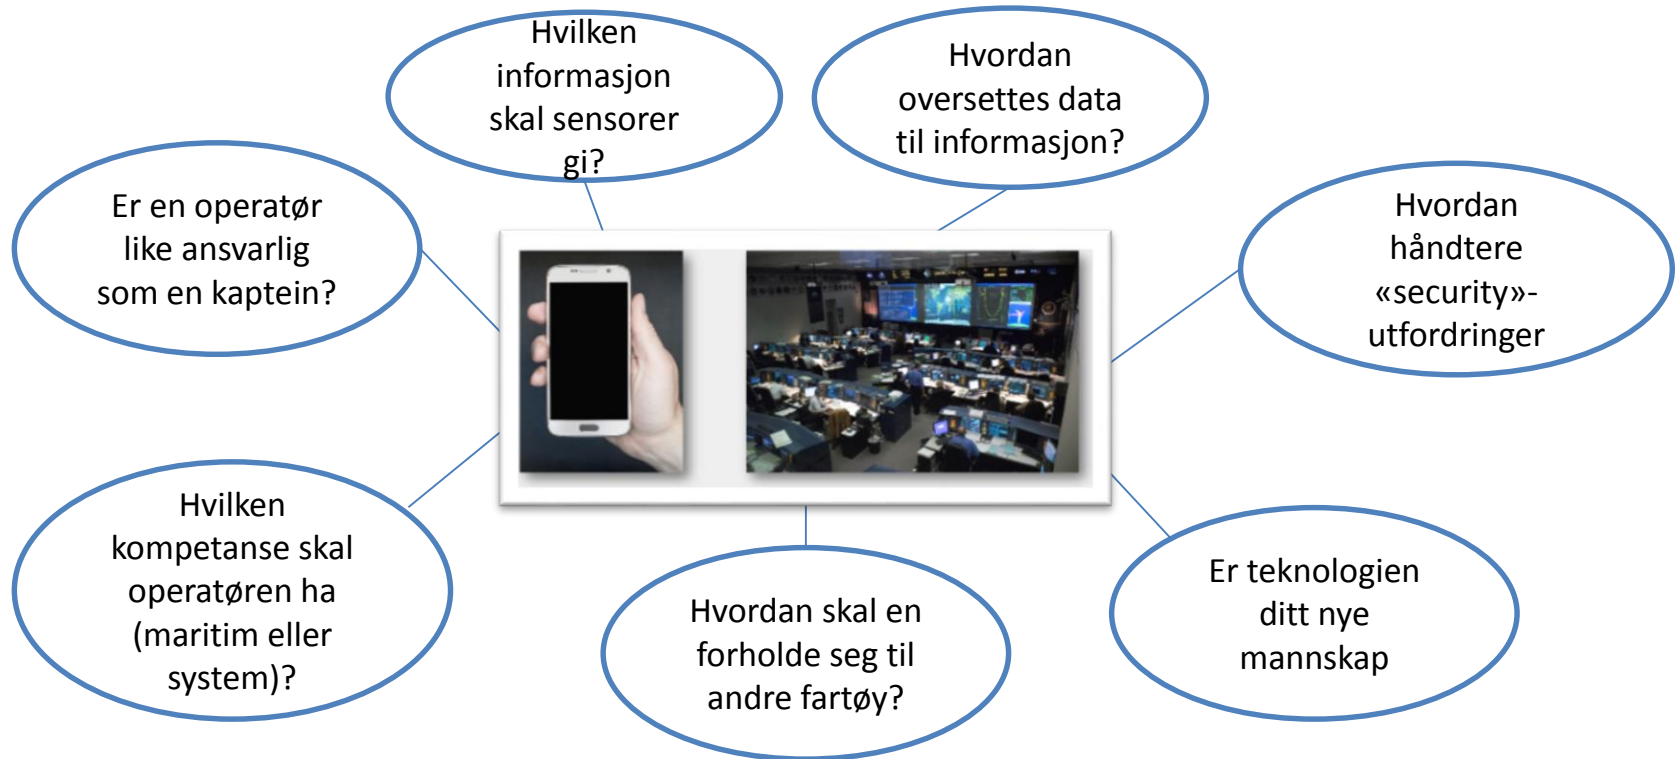 Hvilken
informasjon
skal sensorer
gi?
Hvordan
oversettes data
til informasjon?
Er en operatør
like ansvarlig
som en kaptein?
Hvordan
håndtere
«security»-
utfordringer
Hvilken
kompetanse skal
operatøren ha
(maritim eller
system)?
Hvordan skal en
forholde seg til
andre fartøy?
Er teknologien
ditt nye
mannskap